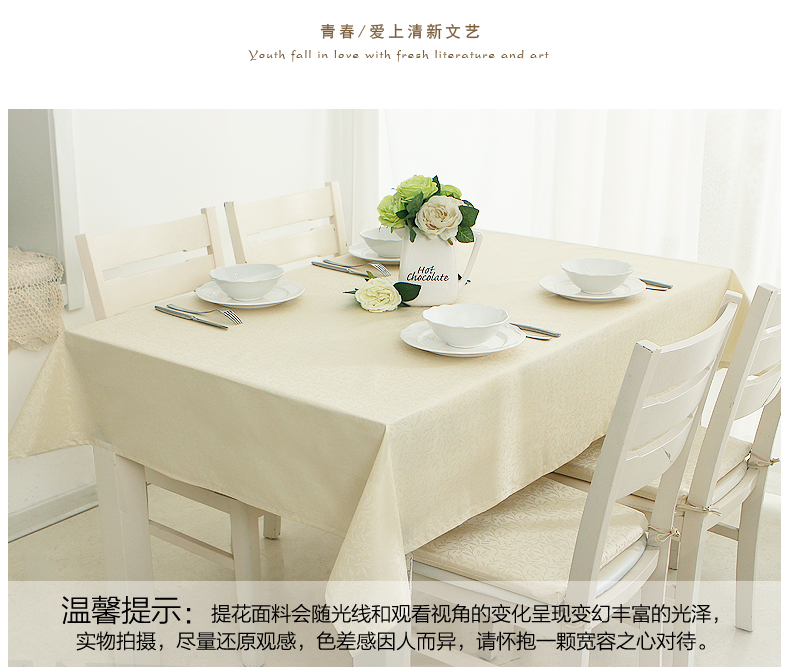 青春/爱上清新文艺
Youth fall in love with fresh literature and art
Hot
Chocolate
温馨提示：提花面料会随光线和观看视角的变化呈现变幻丰富的光泽，
实物拍摄，尽量还原观感，色差感因人而异，请怀抱一颗宽容之心对待。